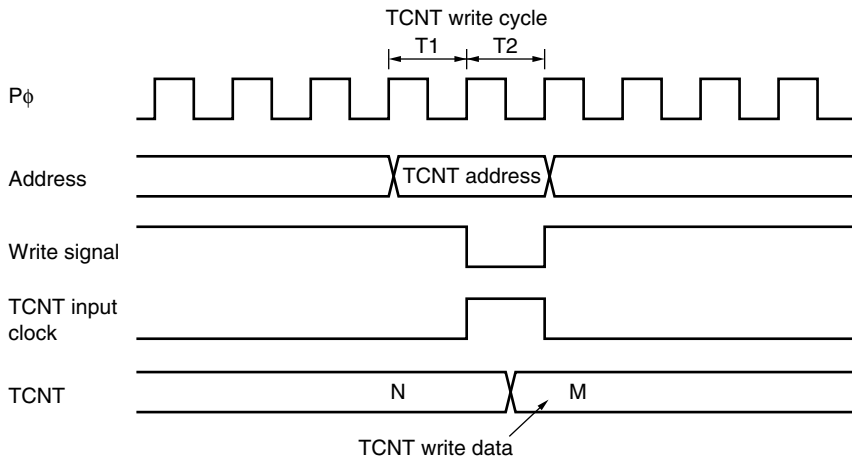 TCNT write cycle
T1 T2
Pϕ
Address
TCNT address
Write signal
TCNT input
clock
TCNT
N
M
TCNT write data